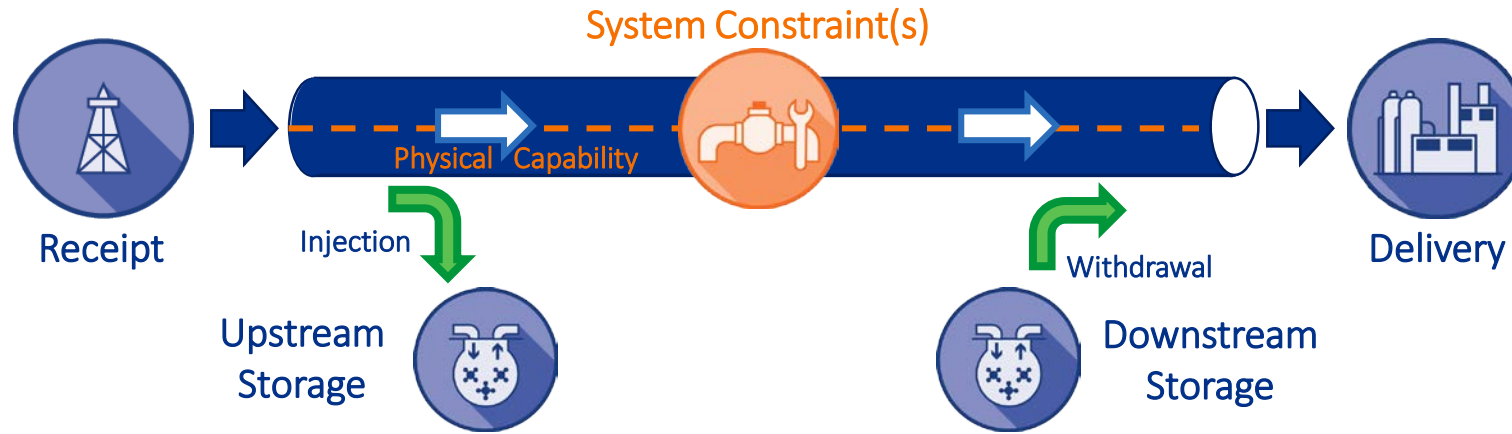 System Constraint(s)
Physical Capability
Receipt
Injection
Withdrawal
Delivery
Upstream
Storage
Downstream
Storage